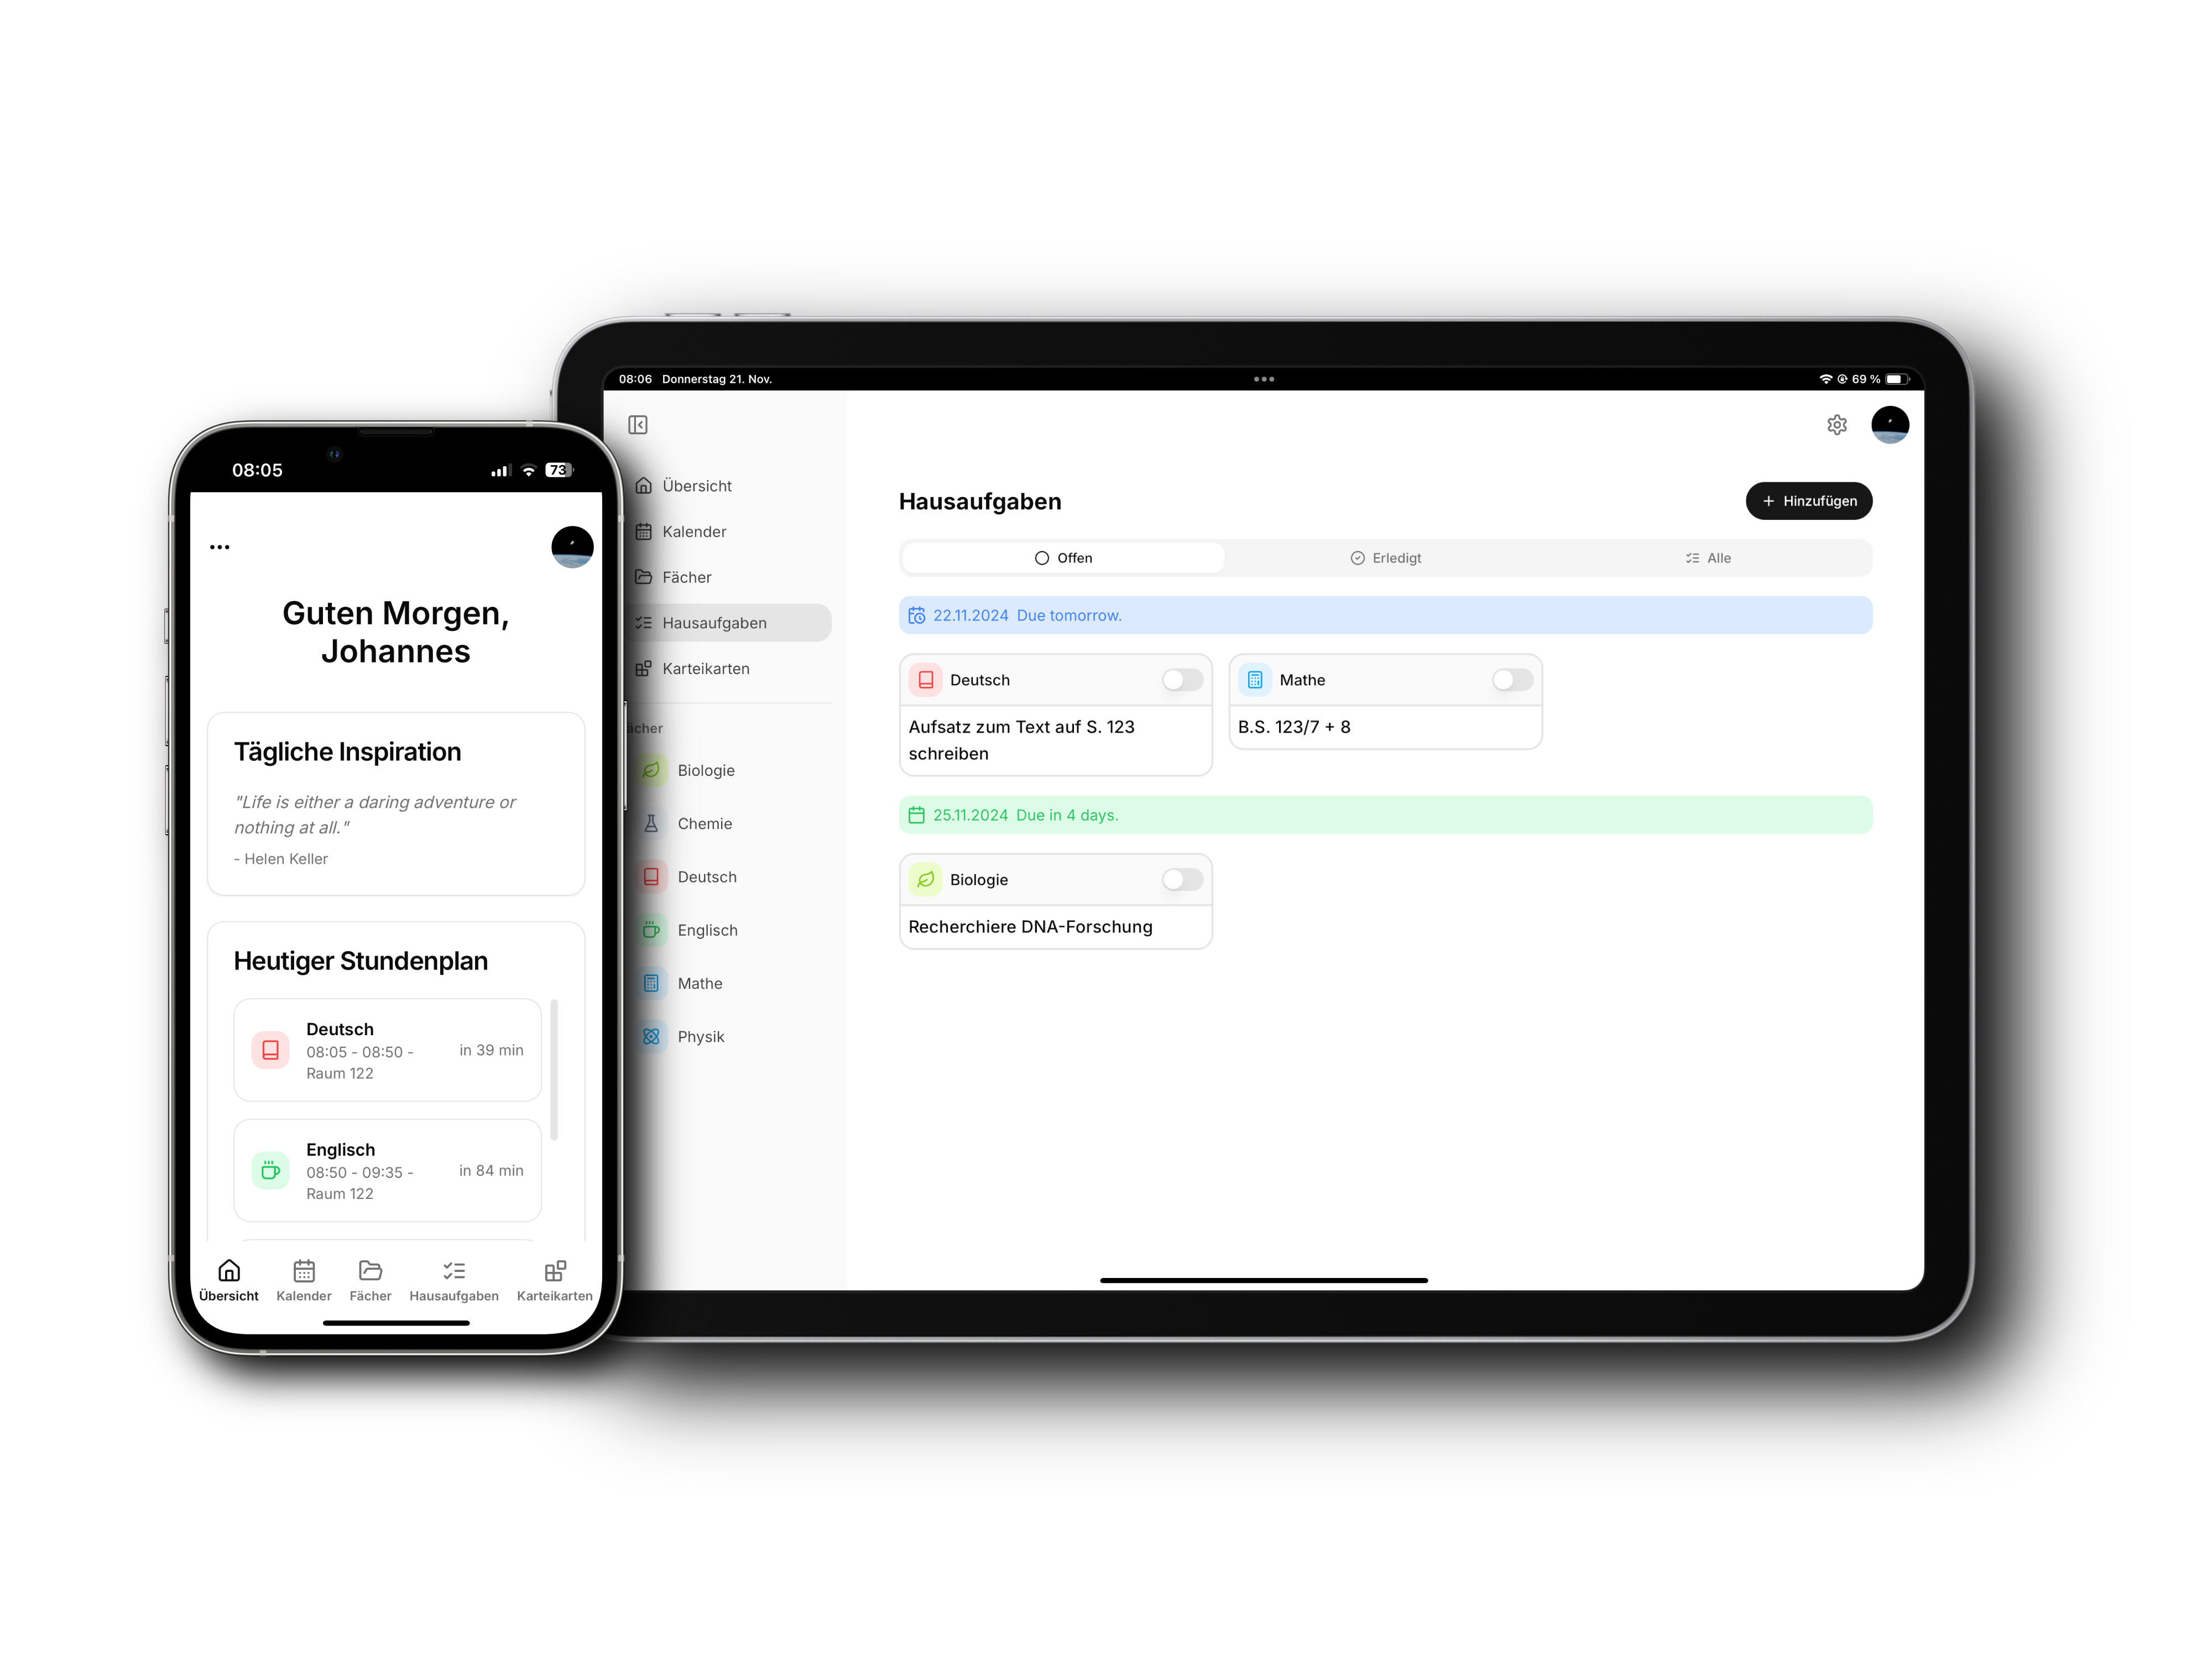 08:05
73
Guten Morgen,
Johannes
Tägliche Inspiration
"Life is either a daring adventure or
nothing at all."
- Helen Keller
Heutiger Stundenplan
Deutsch
08:05 - 08:50 -
Raum 122
in 39 min
Englisch
08:50 - 09:35 -
Raum 122
in 84 min
Übersicht
Kalender
Fächer
Hausaufgaben
Karteikarten
08:06 Donnerstag 21. Nov.
69 %
Übersicht
Kalender
Fächer
Hausaufgaben
Karteikarten
ächer
Biologie
Chemie
Deutsch
Englisch
Mathe
Physik
Hausaufgaben
+ Hinzufügen
Offen
Erledigt
Alle
22.11.2024 Due tomorrow.
Deutsch
Aufsatz zum Text auf S. 123
schreiben
Mathe
B.S. 123/7 + 8
25.11.2024 Due in 4 days.
Biologie
Recherchiere DNA-Forschung